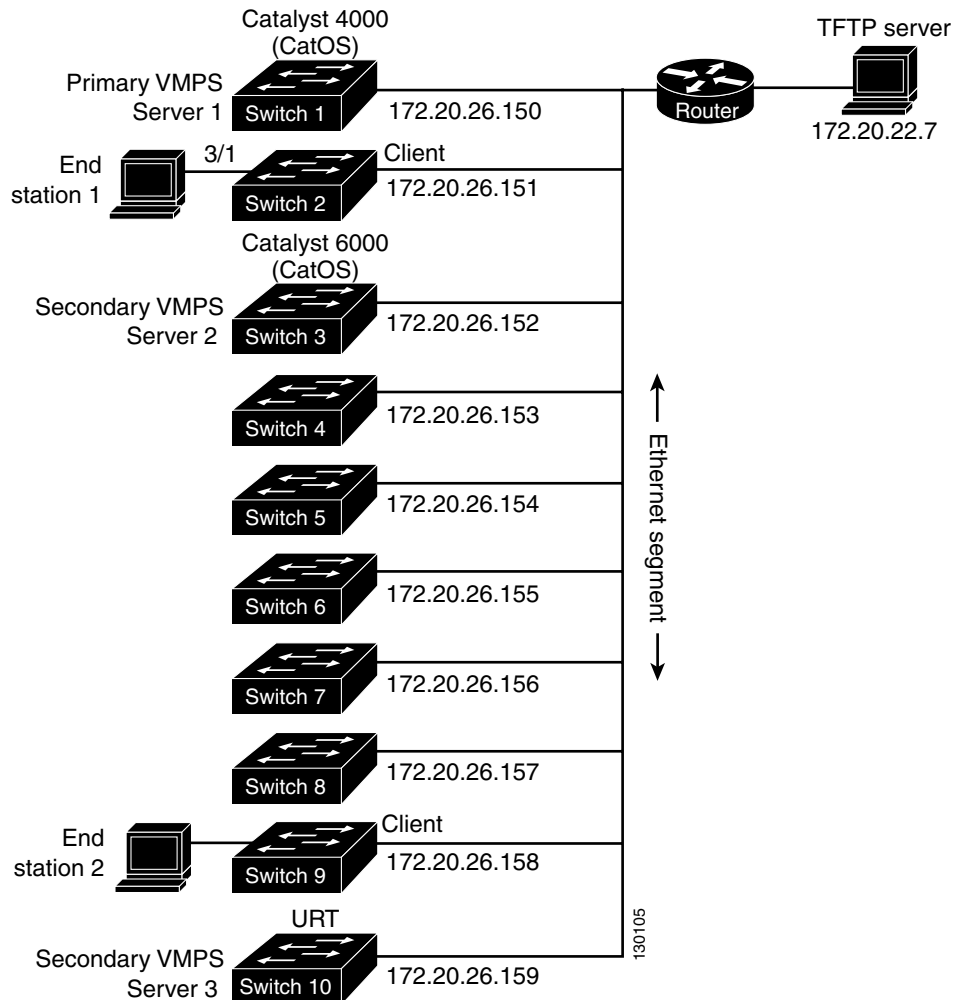 Catalyst 4000
(CatOS)
TFTP server
Primary VMPS
Server 1
Switch 1
172.20.26.150
Router
172.20.22.7
End
station 1
3/1
Client
Switch 2
172.20.26.151
Catalyst 6000
(CatOS)
Secondary VMPS
Server 2
Switch 3
172.20.26.152
Switch 4
172.20.26.153
Ethernet segment
Switch 5
172.20.26.154
Switch 6
172.20.26.155
Switch 7
172.20.26.156
Switch 8
172.20.26.157
End
station 2
Client
Switch 9
172.20.26.158
URT
Secondary VMPS
Server 3
Switch 10
172.20.26.159
130105